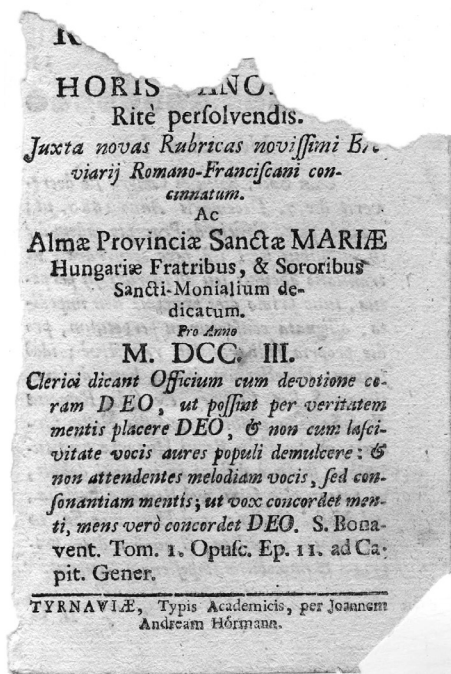 HORIS
Ritè persolvendis.
Juxta novas Rubricas novissimi
viarij Romano-Franciscani con-
cinnatum.
Ac
Almæ Provinciæ Sanctæ MARIÆ
Hungariæ Fratribus, & Sororibus
Sancti-Monialium de-
dicatum.
Pro Anno
M. DCC. III.
Clerici dicant Officium cum devotione co-
ram DEO, ut possint per veritatem
mentis placere DEO, & non cum lasci-
vitate vocis aures populi demulcere: &
non attendentes melodiam vocis, sed con-
sonantiam mentis; ut vox concordet men-
ti, mens verò concordet DEO. S. Bona-
vent. Tom. 1. Opusc. Ep. 11. ad Ca-
pit. Gener.
TYRNAVIÆ, Typis Academicis, per Joannem
Andream Hörmann.